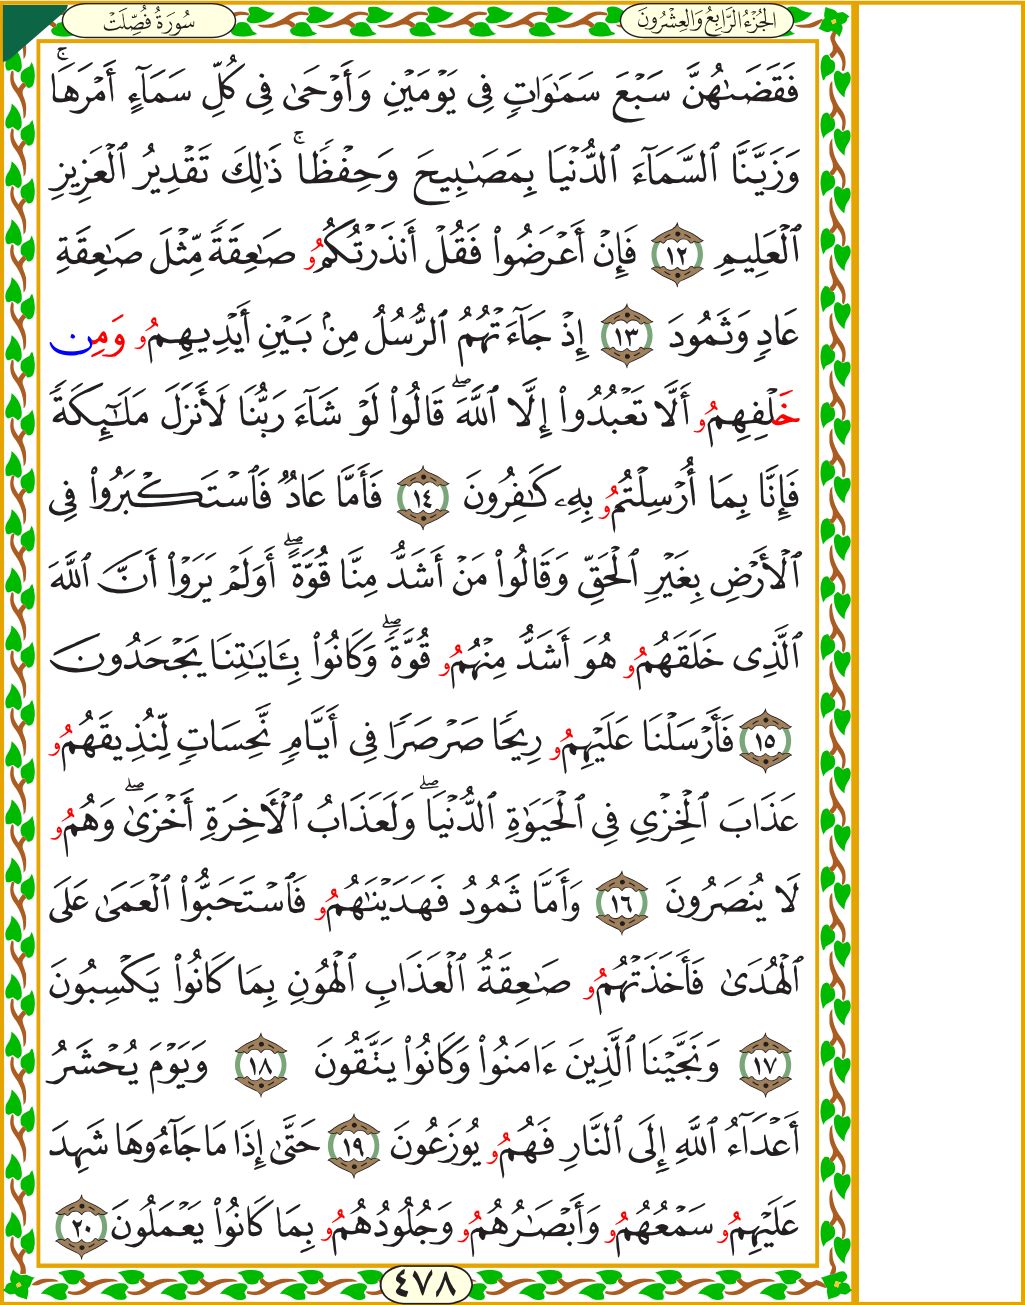 الجُزْءُ الرَّابِعُ وَالعِشْرُونَ
سُورَةُ فُصِّلَتْ
فَقَضَىٰهُنَّ سَبْعَ سَمَٰوَاتٖ فِي يَوْمَيْنِ وَأَوْحَىٰ فِي كُلِّ سَمَآءٍ أَمْرَهَاۚ
وَزَيَّنَّا ٱلسَّمَآءَ ٱلدُّنْيَا بِمَصَٰبِيحَ وَحِفْظٗاۚ ذَٰلِكَ تَقْدِيرُ ٱلْعَزِيزِ
ٱلْعَلِيمِ ۝١٢ فَإِنْ أَعْرَضُوا۟ فَقُلْ أَنذَرْتُكُمُۥ صَٰعِقَةٗ مِّثْلَ صَٰعِقَةِ
عَادٖ وَثَمُودَ ۝١٣ إِذْ جَآءَتْهُمُ ٱلرُّسُلُ مِنۢ بَيْنِ أَيْدِيهِمُۥ وَمِن
خَلْفِهِمُۥ أَلَّا تَعْبُدُوا۟ إِلَّا ٱللَّهَۖ قَالُوا۟ لَوْ شَآءَ رَبُّنَا لَأَنزَلَ مَلَٰٓئِكَةٗ
فَإِنَّا بِمَآ أُرْسِلْتُمُۥ بِهِۦ كَٰفِرُونَ ۝١٤ فَأَمَّا عَادٞ فَٱسْتَكْبَرُوا۟ فِي
ٱلْأَرْضِ بِغَيْرِ ٱلْحَقِّ وَقَالُوا۟ مَنْ أَشَدُّ مِنَّا قُوَّةًۖ أَوَلَمْ يَرَوْا۟ أَنَّ ٱللَّهَ
ٱلَّذِي خَلَقَهُمُۥ هُوَ أَشَدُّ مِنْهُمُۥ قُوَّةٗۖ وَكَانُوا۟ بِـَٔايَٰتِنَا يَجْحَدُونَ
۝١٥ فَأَرْسَلْنَا عَلَيْهِمُۥ رِيحٗا صَرْصَرٗا فِي أَيَّامٖ نَّحْسَاتٖ لِّنُذِيقَهُمُۥ
عَذَابَ ٱلْخِزْيِ فِي ٱلْحَيَوٰةِ ٱلدُّنْيَاۖ وَلَعَذَابُ ٱلْأٓخِرَةِ أَخْزَىٰۖ وَهُمُۥ
لَا يُنصَرُونَ ۝١٦ وَأَمَّا ثَمُودُ فَهَدَيْنَٰهُمُۥ فَٱسْتَحَبُّوا۟ ٱلْعَمَىٰ عَلَى
ٱلْهُدَىٰ فَأَخَذَتْهُمُۥ صَٰعِقَةُ ٱلْعَذَابِ ٱلْهُونِ بِمَا كَانُوا۟ يَكْسِبُونَ
۝١٧ وَنَجَّيْنَا ٱلَّذِينَ ءَامَنُوا۟ وَكَانُوا۟ يَتَّقُونَ ۝١٨ وَيَوْمَ يُحْشَرُ
أَعْدَآءُ ٱللَّهِ إِلَى ٱلنَّارِ فَهُمُۥ يُوزَعُونَ ۝١٩ حَتَّىٰ إِذَا مَا جَآءُوهَا شَهِدَ
عَلَيْهِمُۥ سَمْعُهُمُۥ وَأَبْصَٰرُهُمُۥ وَجُلُودُهُمُۥ بِمَا كَانُوا۟ يَعْمَلُونَ ۝٢٠
٤٧٨